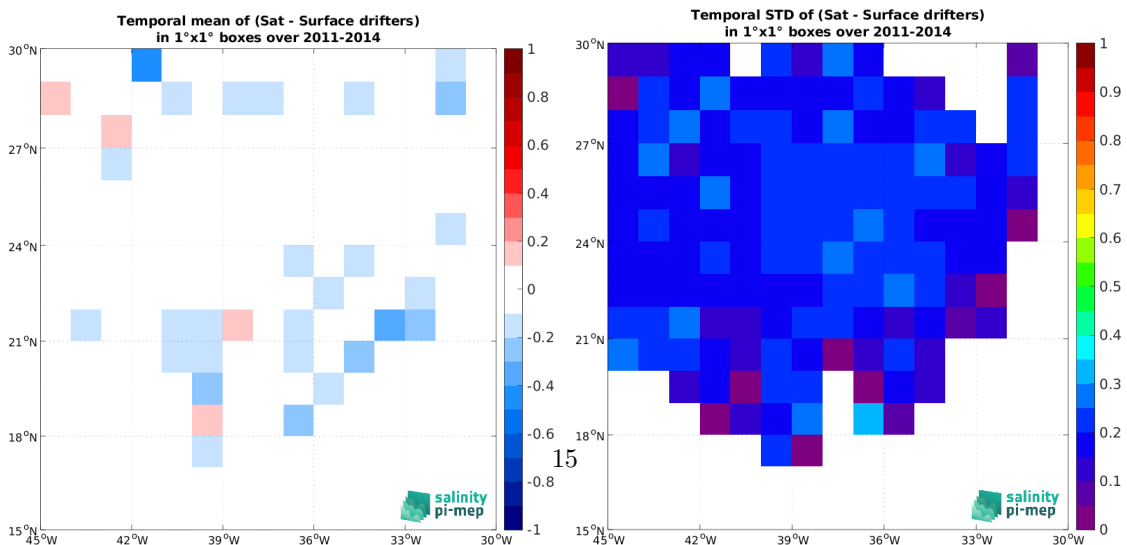 Temporal mean of (Sat - Surface drifters)
in 1°x1° boxes over 2011-2014
30°N
27°N
24°N
21°N
18°N
15°N
45°W 42°W 39°W 36°W 33°W 30°W
1
0.8
0.6
0.4
0.2
0
-0.2
-0.4
-0.6
-0.8
-1
salinity
pi-mep
15
Temporal STD of (Sat - Surface drifters)
in 1°x1° boxes over 2011-2014
30°N
27°N
24°N
21°N
18°N
15°N
45°W 42°W 39°W 36°W 33°W 30°W
1
0.9
0.8
0.7
0.6
0.5
0.4
0.3
0.2
0.1
0
salinity
pi-mep